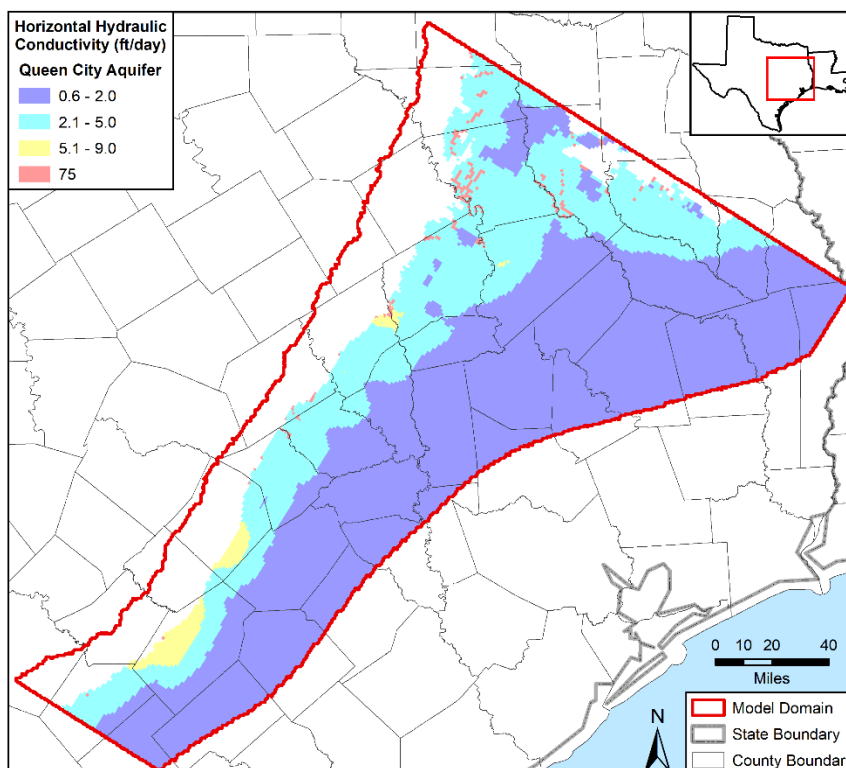 Horizontal Hydraulic
Conductivity (ft/day)
Queen City Aquifer
0.6 - 2.0
2.1 - 5.0
5.1 - 9.0
75
0 10 20 40
Miles
N
Model Domain
State Boundary
County Boundar